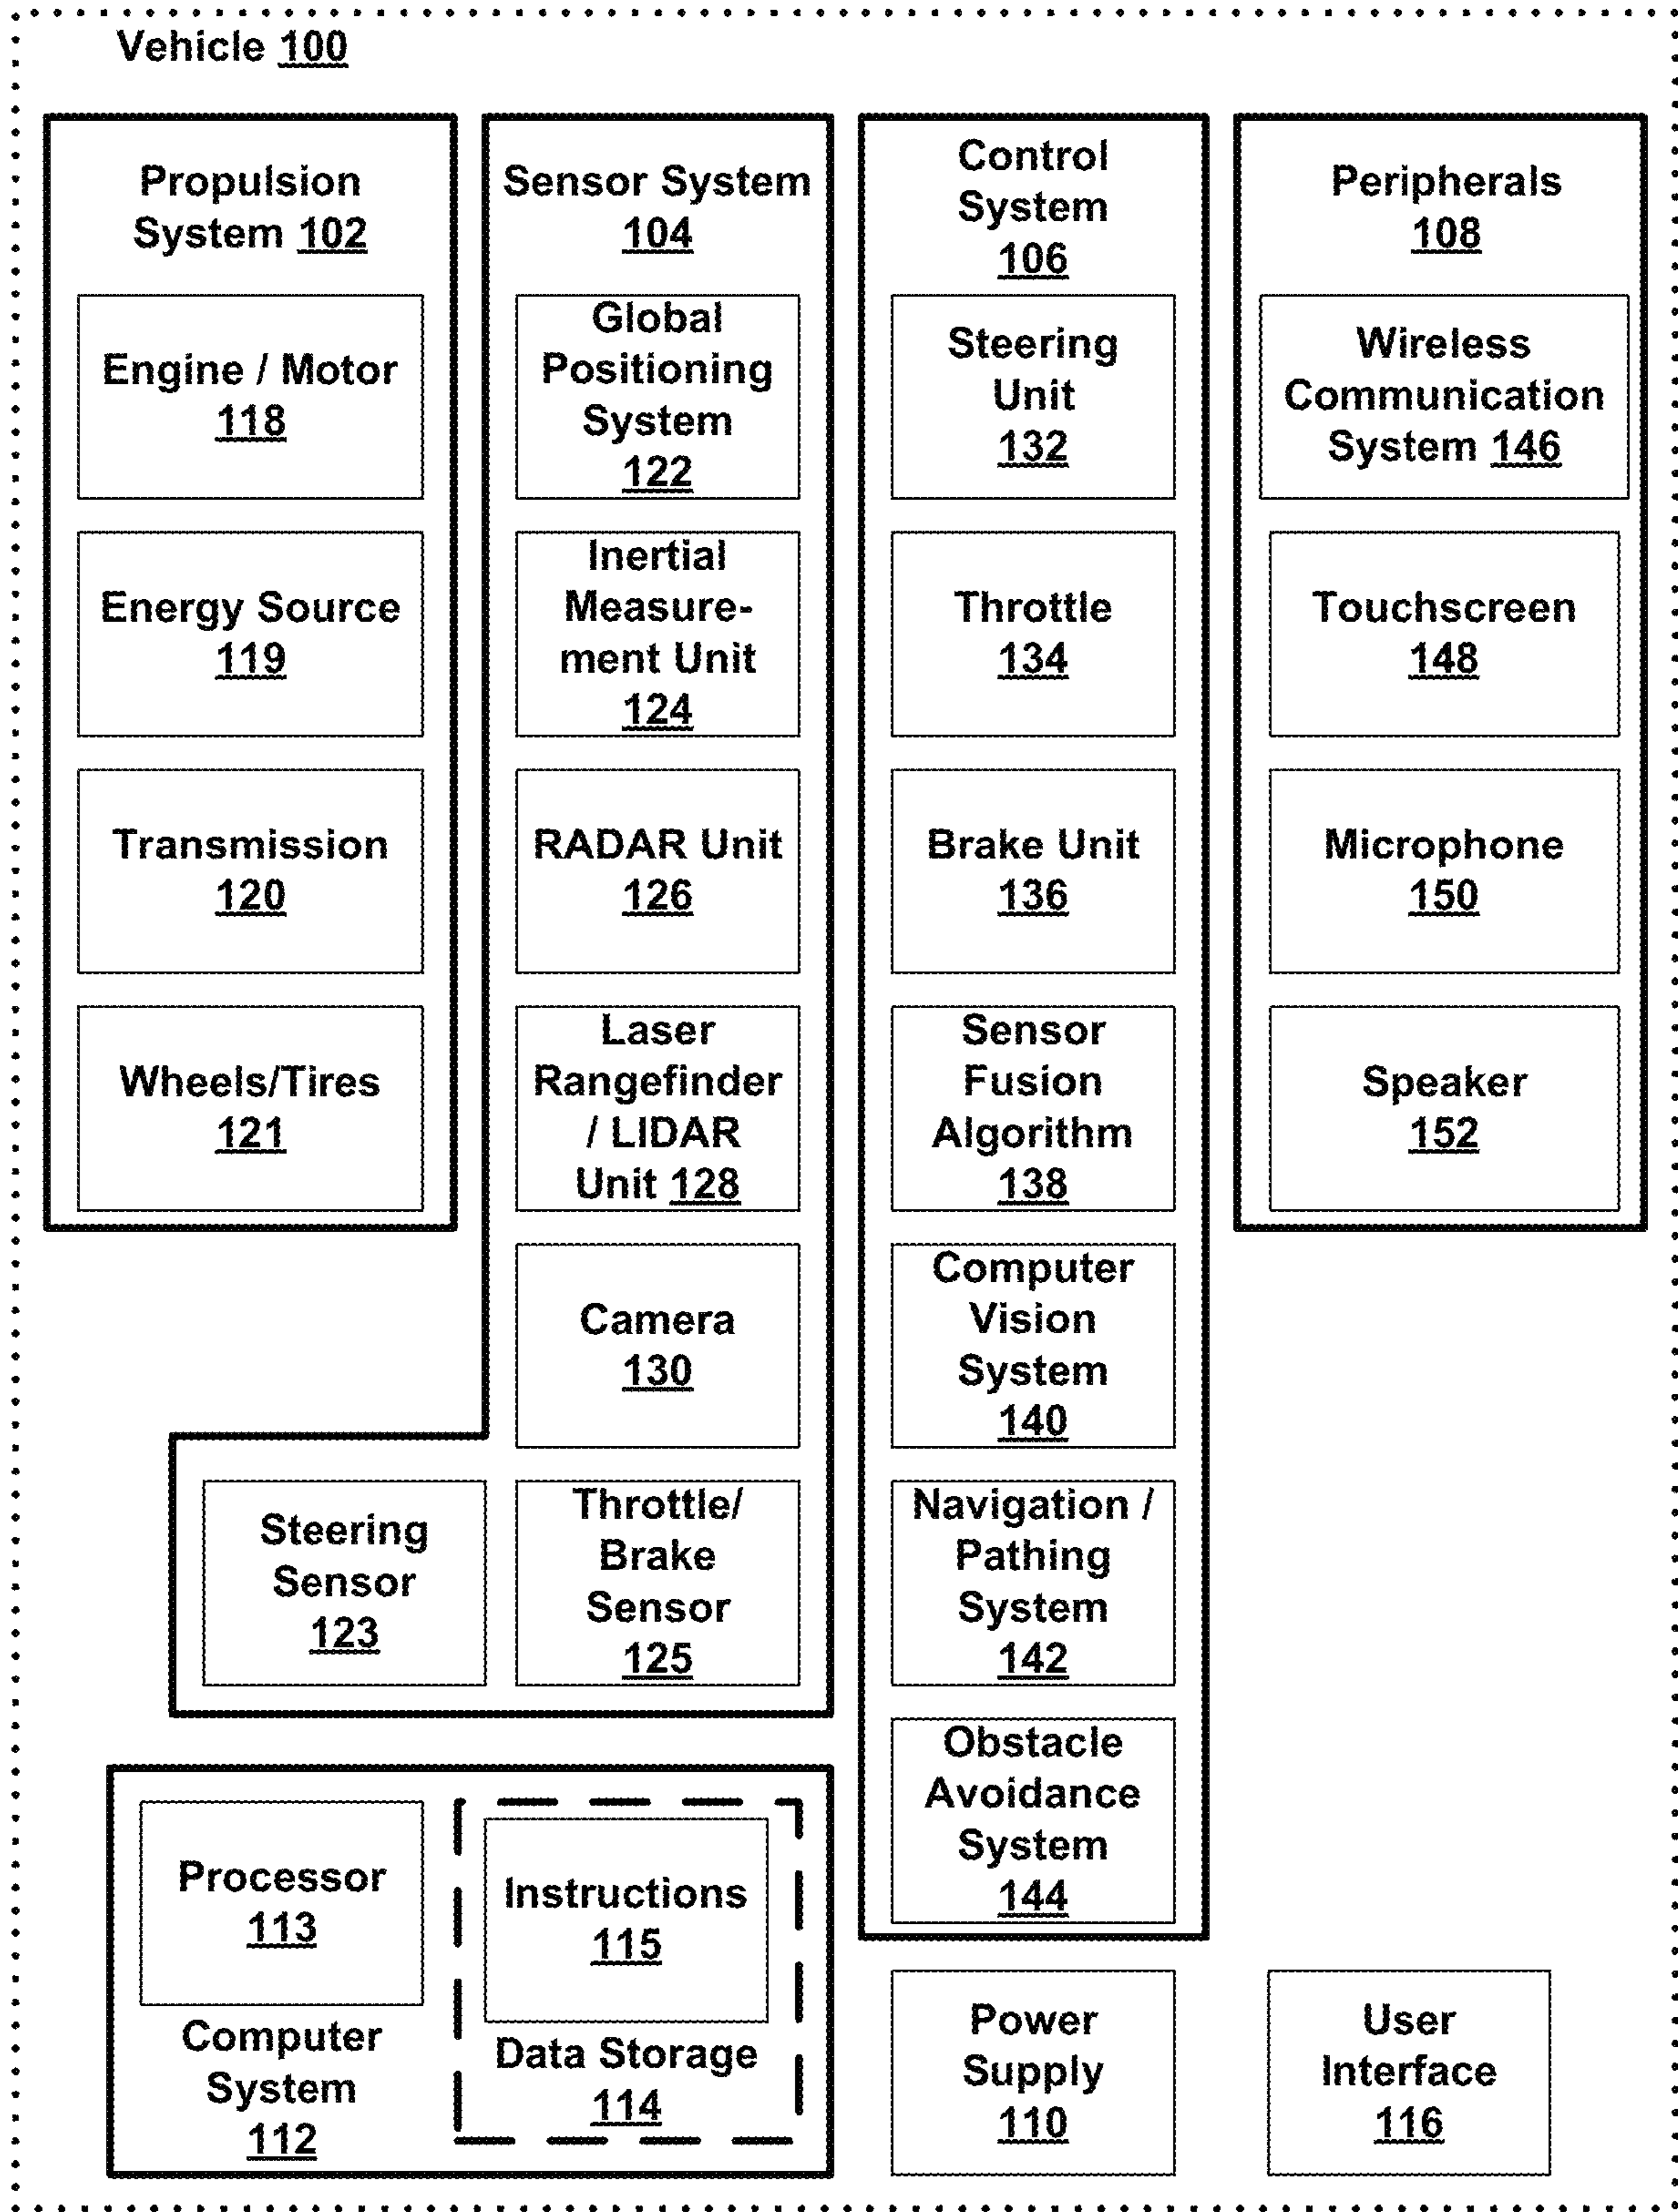 Vehicle 100
Propulsion
System 102
Engine / Motor
118
Energy Source
119
Transmission
120
Wheels/Tires
121
Sensor System
104
Global
Positioning
System
122
Inertial
Measure-
ment Unit
124
RADAR Unit
126
Laser
Rangefinder
/ LIDAR
Unit 128
Camera
130
Steering
Sensor
123
Throttle/
Brake
Sensor
125
Control
System
106
Steering
Unit
132
Throttle
134
Brake Unit
136
Sensor
Fusion
Algorithm
138
Computer
Vision
System
140
Navigation /
Pathing
System
142
Obstacle
Avoidance
System
144
Peripherals
108
Wireless
Communication
System 146
Touchscreen
148
Microphone
150
Speaker
152
Processor
113
Computer
System
112
Instructions
115
Data Storage
114
Power
Supply
110
User
Interface
116